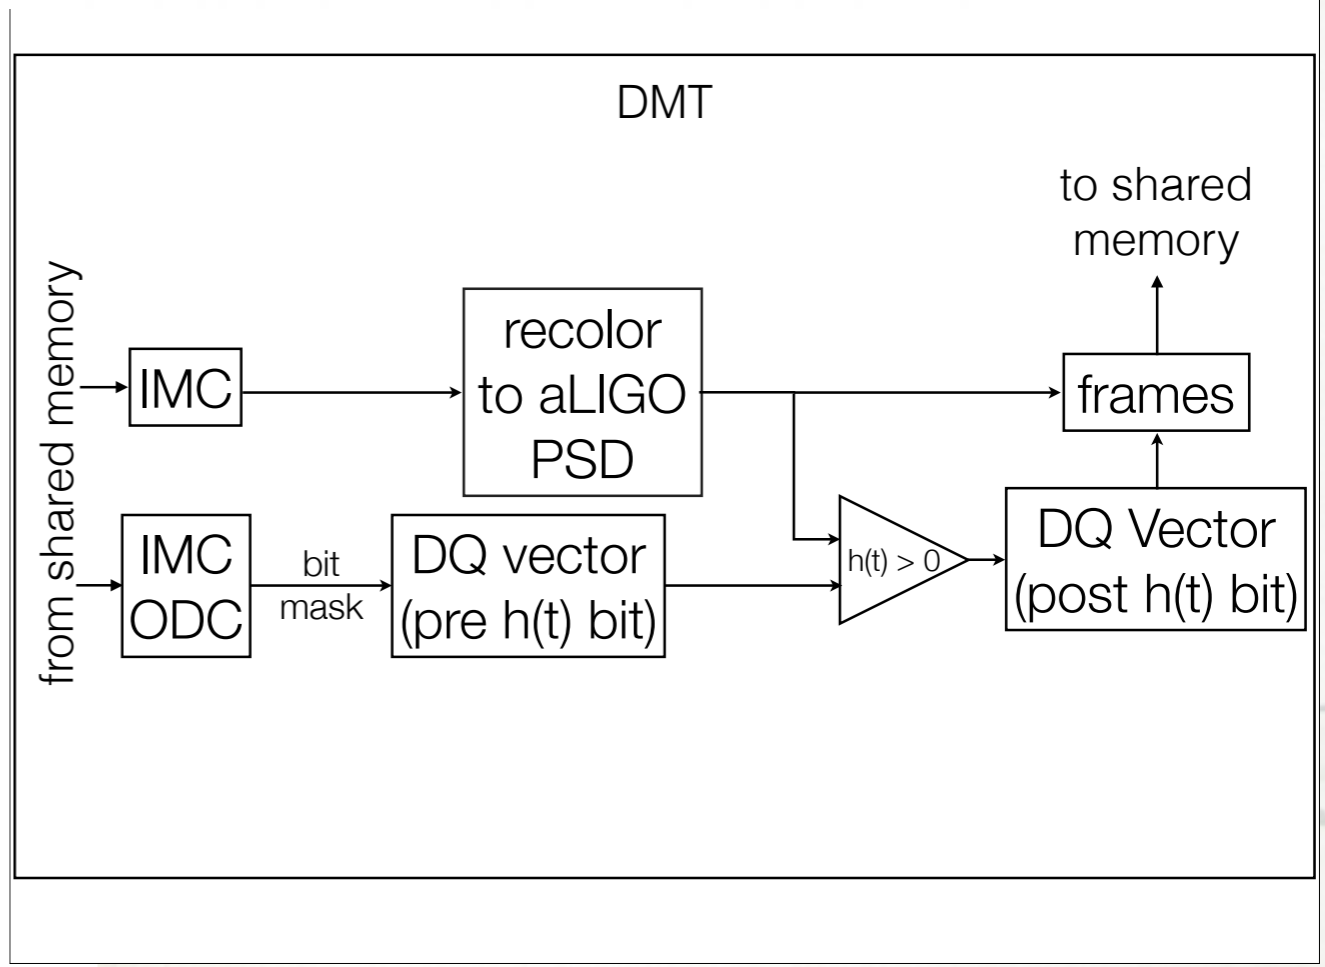 DMT
to shared
memory
from shared memory
IMC
recolor
to aLIGO
PSD
frames
IMC
ODC
bit
mask
DQ vector
(pre h(t) bit)
h(t) > 0
DQ Vector
(post h(t) bit)